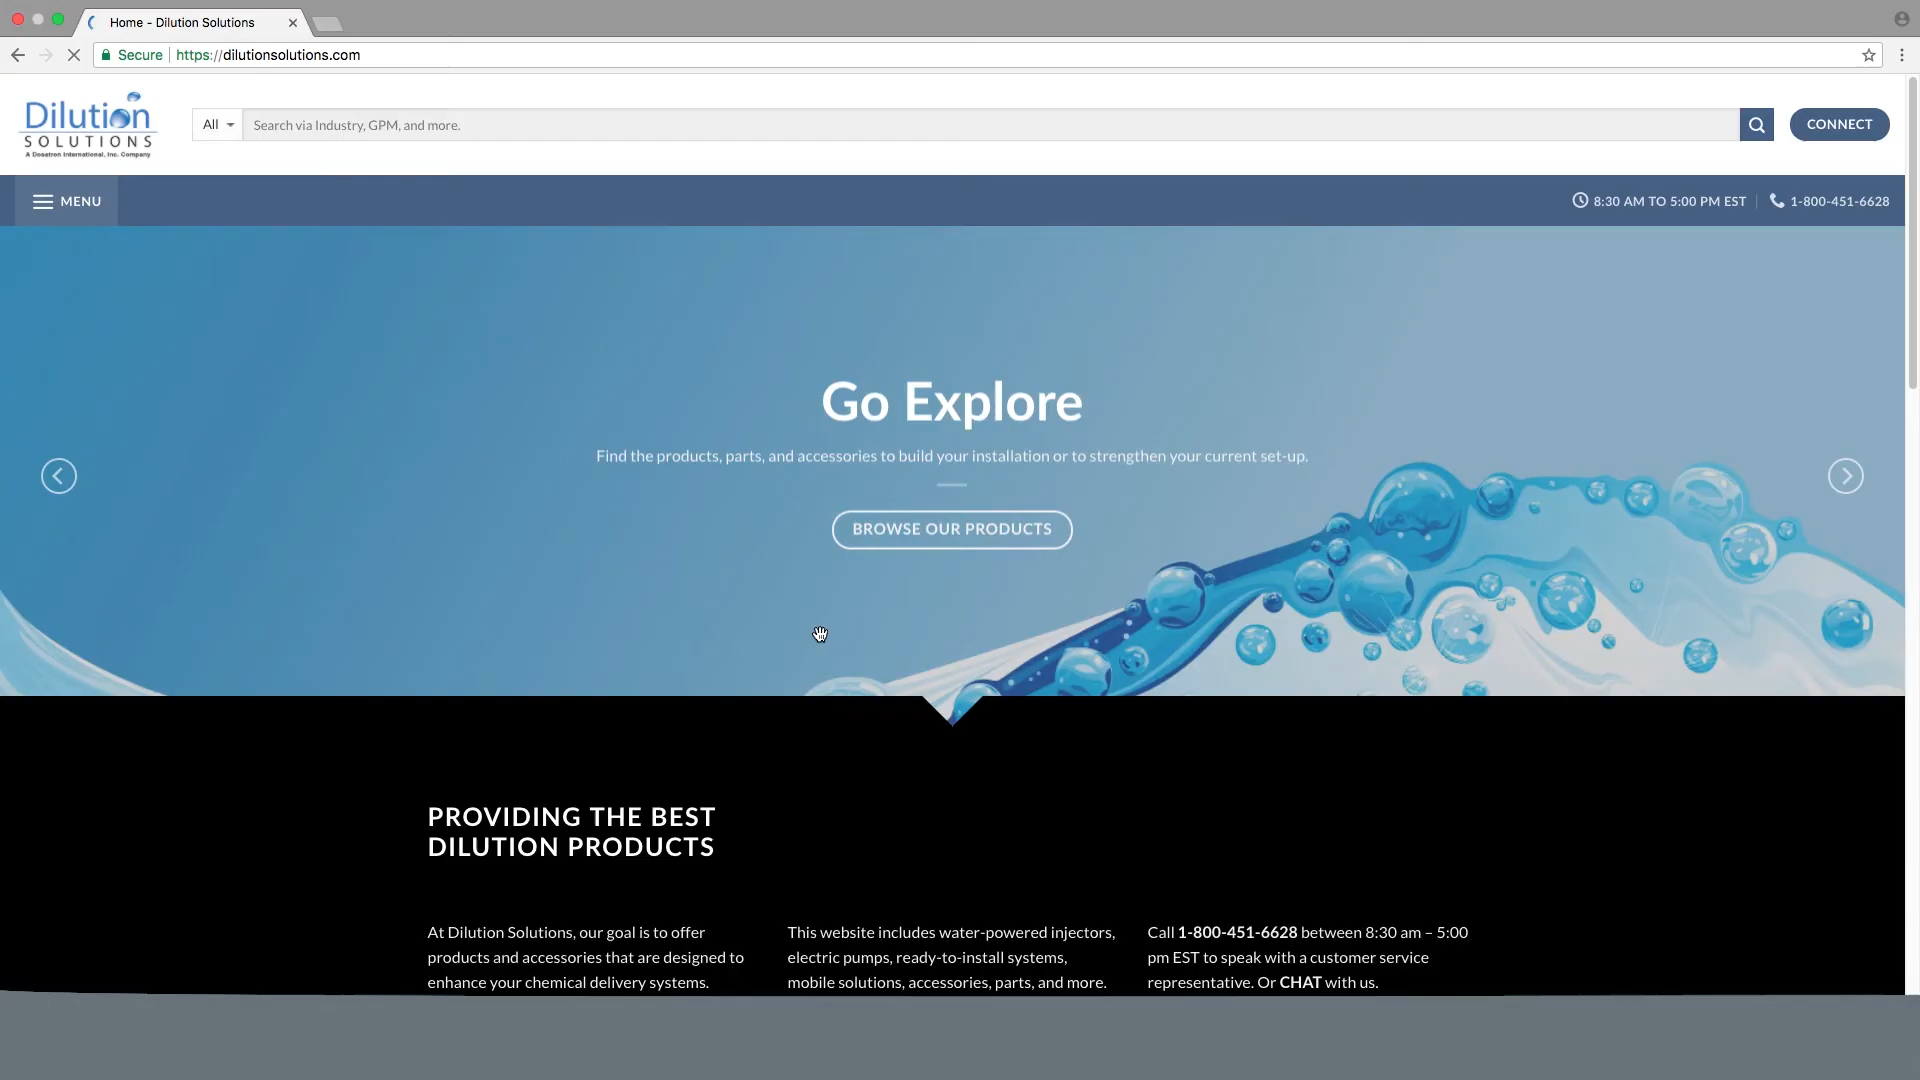 Home - Dilution Solutions
Secure https://dilutionsolutions.com
Dilution
SOLUTIONS
A Dosatron International, Inc. Company
All Search via Industry, GPM, and more.
CONNECT
MENU
8:30 AM TO 5:00 PM EST
1-800-451-6628
Go Explore
Find the products, parts, and accessories to build your installation or to strengthen your current set-up.
BROWSE OUR PRODUCTS
PROVIDING THE BEST
DILUTION PRODUCTS
At Dilution Solutions, our goal is to offer
products and accessories that are designed to
enhance your chemical delivery systems.
This website includes water-powered injectors,
electric pumps, ready-to-install systems,
mobile solutions, accessories, parts, and more.
Call 1-800-451-6628 between 8:30 am – 5:00
pm EST to speak with a customer service
representative. Or CHAT with us.